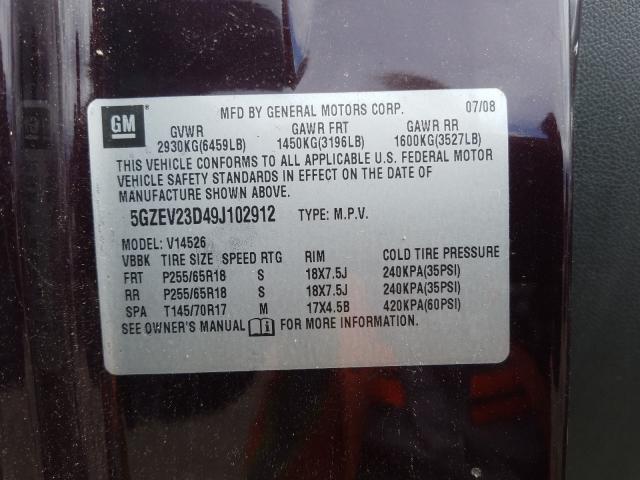 GM ® MFD BY GENERAL MOTORS CORP. 07/08
GVWR GAWR FRT GAWR RR
2930KG(6459LB) 1450KG(3196LB) 1600KG(3527LB)
THIS VEHICLE CONFORMS TO ALL APPLICABLE U.S. FEDERAL MOTOR
VEHICLE SAFETY STANDARDS IN EFFECT ON THE DATE OF
MANUFACTURE SHOWN ABOVE.
5GZEV23D49J102912 TYPE: M.P.V.
MODEL: V14526
VBBK TIRE SIZE SPEED RTG RIM COLD TIRE PRESSURE
FRT P255/65R18 S 18X7.5J 240KPA(35PSI)
RR P255/65R18 S 18X7.5J 240KPA(35PSI)
SPA T145/70R17 M 17X4.5B 420KPA(60PSI)
SEE OWNER'S MANUAL FOR MORE INFORMATION.